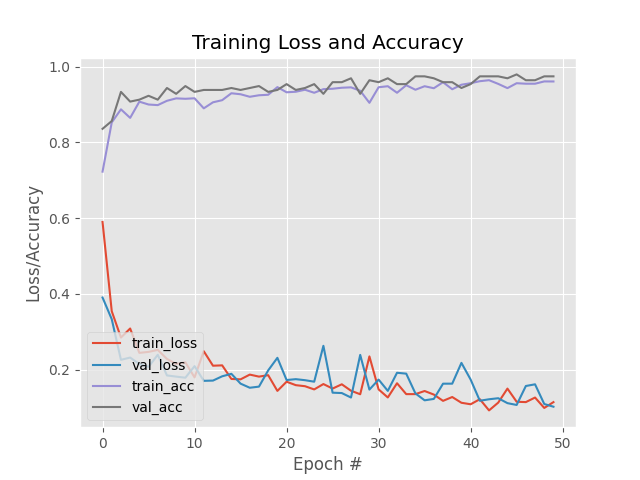 Training Loss and Accuracy
1.0
0.8
0.6
0.4
0.2
Loss/Accuracy
train_loss
val_loss
train_acc
val_acc
0 10 20 30 40 50
Epoch #